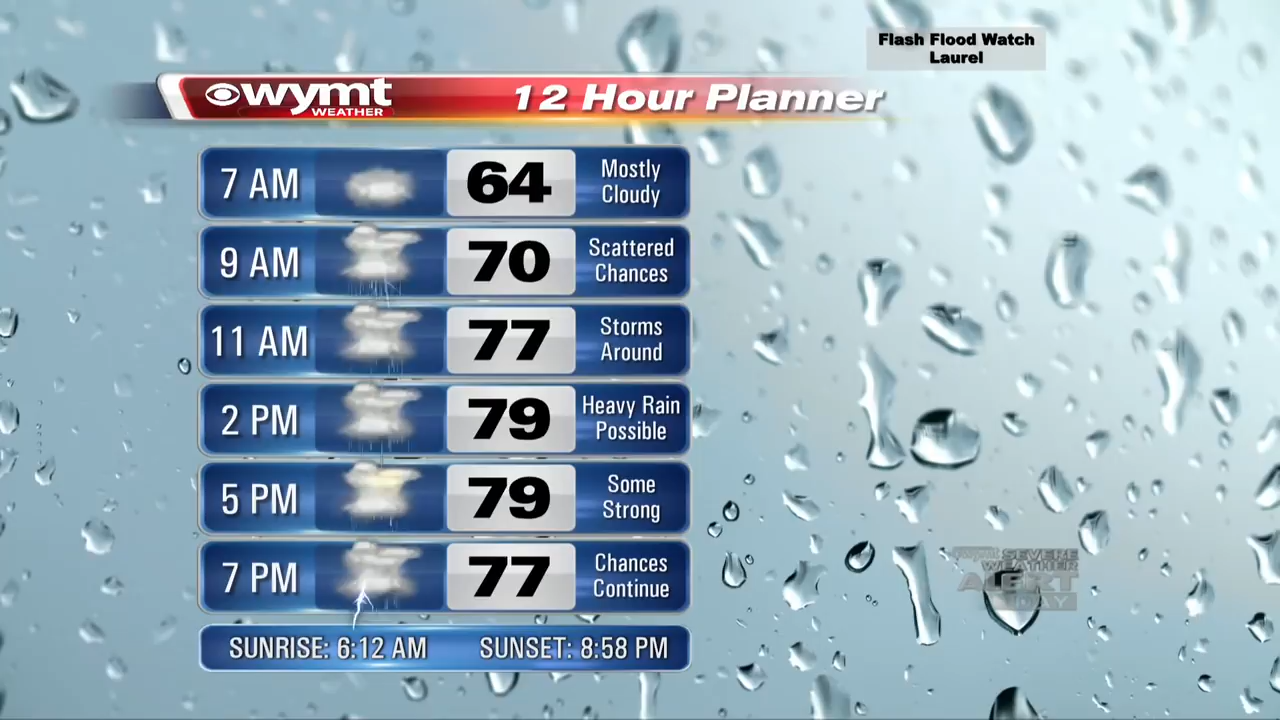 Flash Flood Watch
Laurel
wymt
WEATHER
12 Hour Planner
7 AM
64
Mostly
Cloudy
9 AM
70
Scattered
Chances
11 AM
77
Storms
Around
2 PM
79
Heavy Rain
Possible
5 PM
79
Some
Strong
7 PM
77
Chances
Continue
SUNRISE: 6:12 AM
SUNSET: 8:58 PM
SEVERE
WEATHER
ALERT
DAY